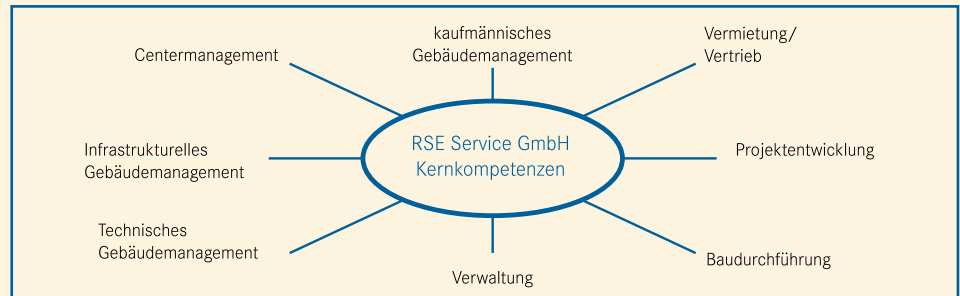 kaufmännisches
Gebäudemanagement
Vermietung/
Vertrieb
Centermanagement
RSE Service GmbH
Kernkompetenzen
Infrastrukturelles
Gebäudemanagement
Projektentwicklung
Technisches
Gebäudemanagement
Baudurchführung
Verwaltung